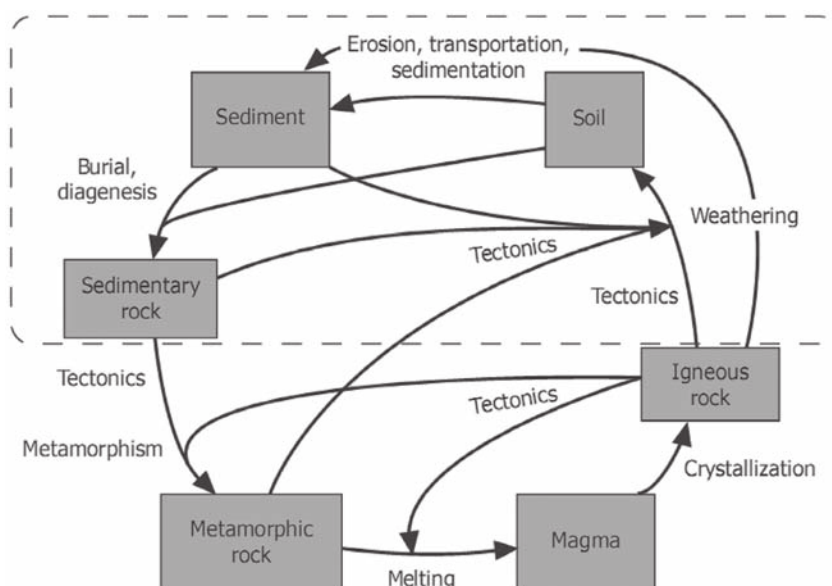 Erosion, transportation,
sedimentation
Sediment
Soil
Burial,
diagenesis
Weathering
Tectonics
Sedimentary
rock
Tectonics
Tectonics
Igneous
rock
Tectonics
Metamorphism
Crystallization
Metamorphic
rock
Magma
Melting